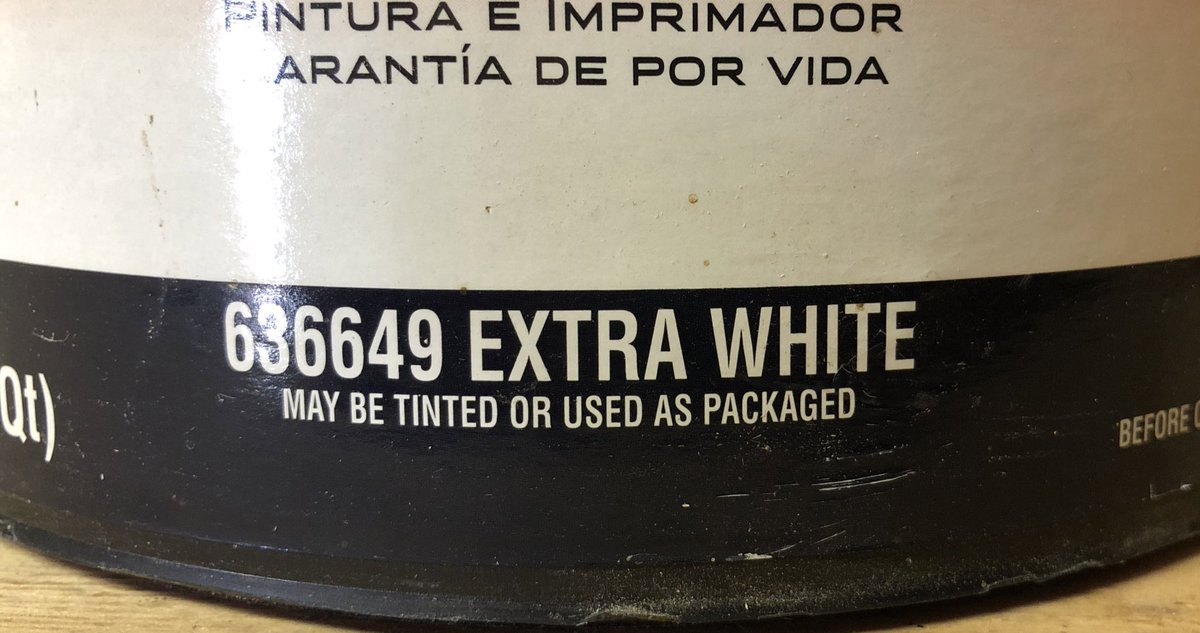 PINTURA E IMPRIMADOR
ARANTÍA DE POR VIDA
636649 EXTRA WHITE
MAY BE TINTED OR USED AS PACKAGED
Qt)
BEFORE